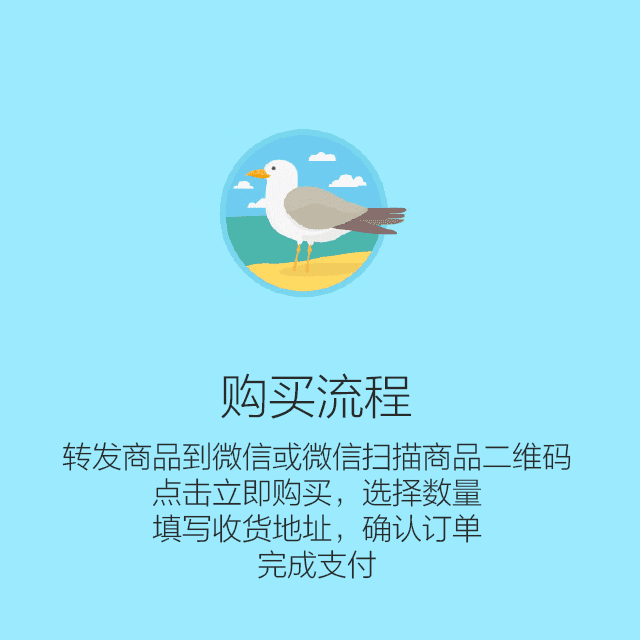 购买流程
转发商品到微信或微信扫描商品二维码
点击立即购买，选择数量
填写收货地址，确认订单
完成支付